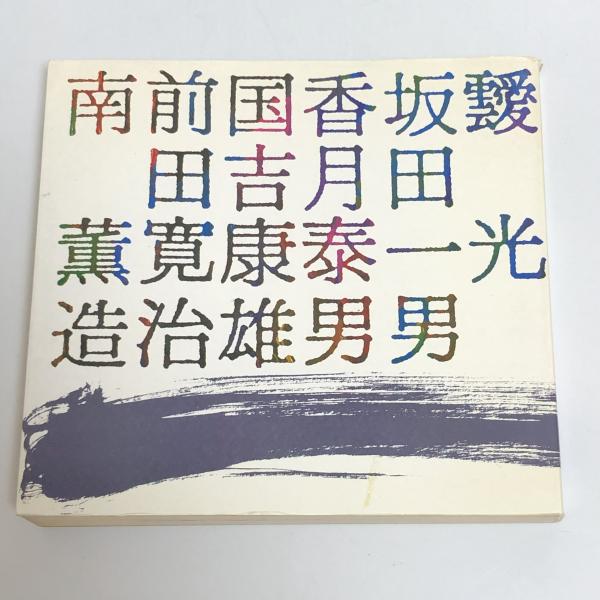 靉光
坂田一男
香月泰男
国吉康雄
前田寛治
南薫造